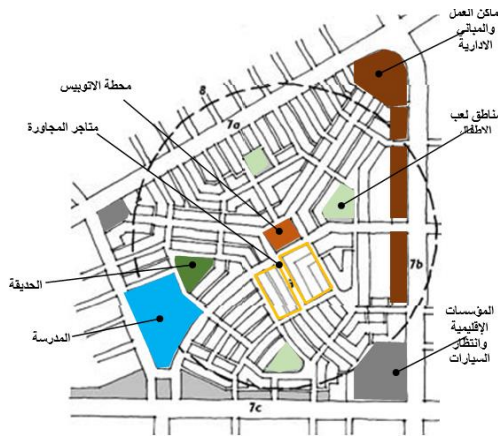 اماكن العمل
والمباني
الادارية
محطة الاتوبيس
متاجر المجاورة
مناطق لعب
الاطفال
8
7a
7b
الحديقة
المدرسة
المؤسسات
الإقليمية
وانتظار
السيارات
7c